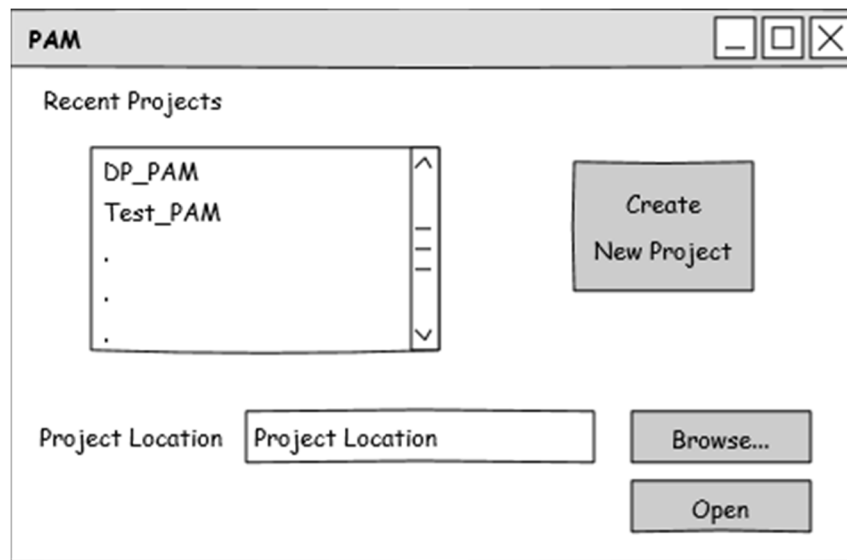 PAM
Recent Projects
DP_PAM
Test_PAM
.
.
.
Create
New Project
Project Location
Project Location
Browse...
Open